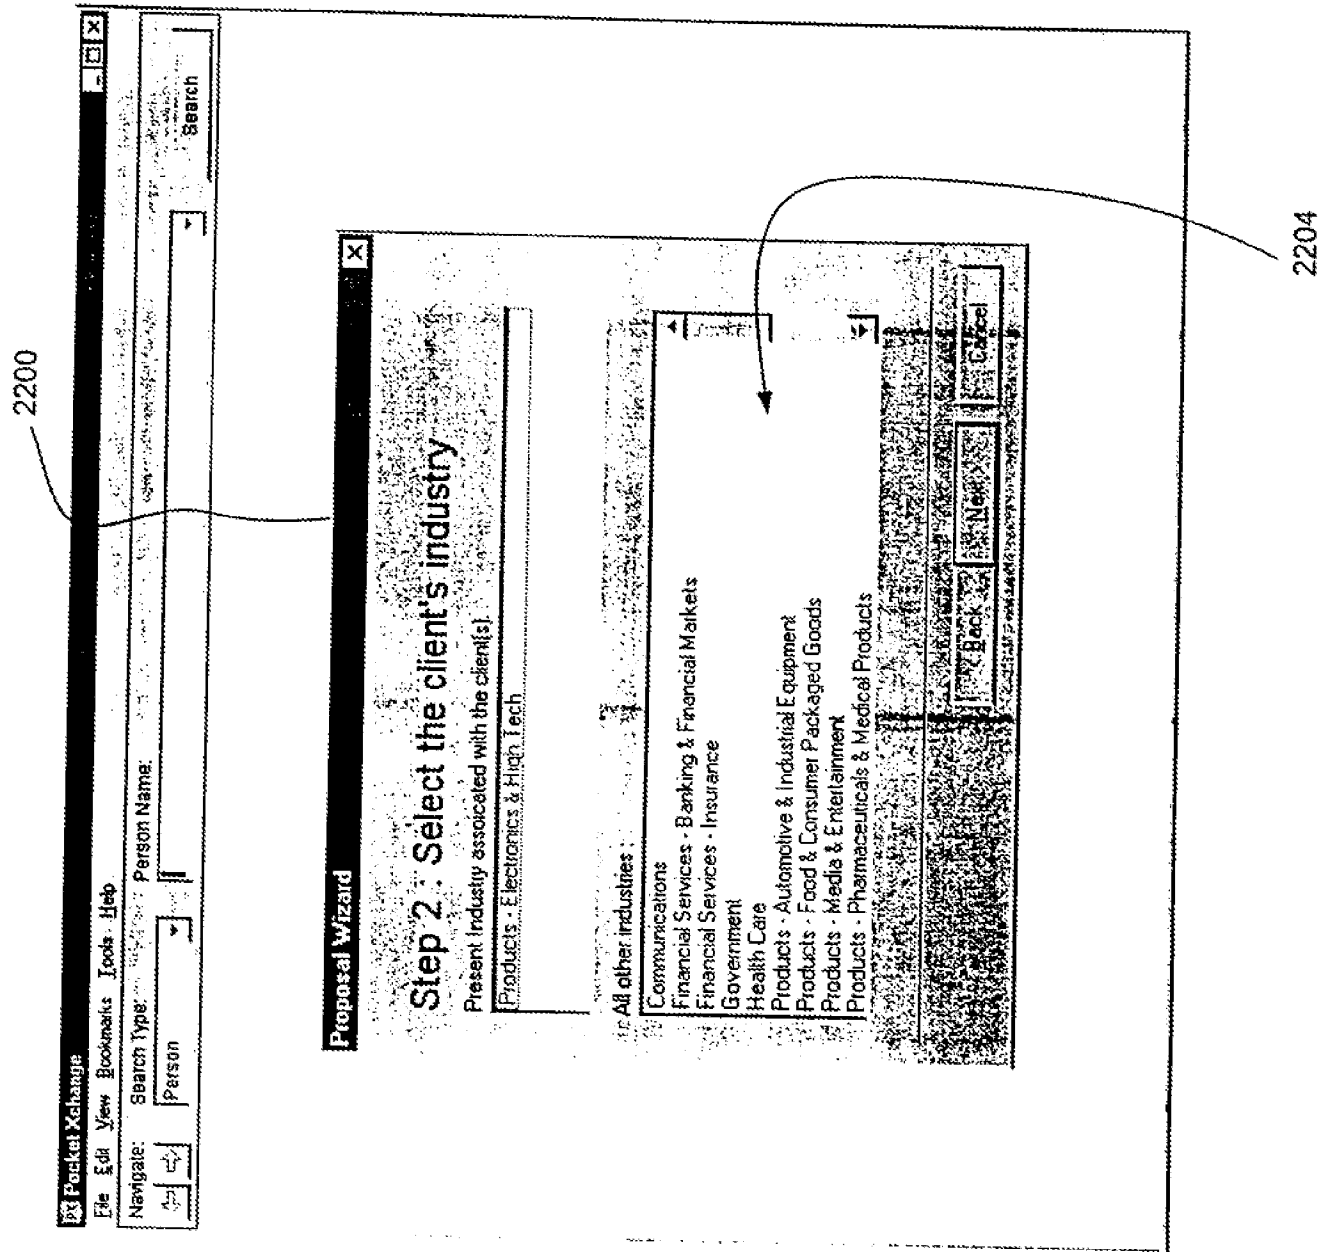 2200
PX Pocket Xchange
File Edit View Bookmarks Tools Help
Navigate: Search Type: Person Name:
Person Search
Proposal Wizard
Step 2 : Select the client's industry
Present Industry assoicated with the client(s).
Products - Electronics & High Tech
All other industries :
Communications
Financial Services - Banking & Financial Markets
Financial Services - Insurance
Government
Health Care
Products - Automotive & Industrial Equipment
Products - Food & Consumer Packaged Goods
Products - Media & Entertainment
Products - Pharmaceuticals & Medical Products
< Back Next > Cancel
2204